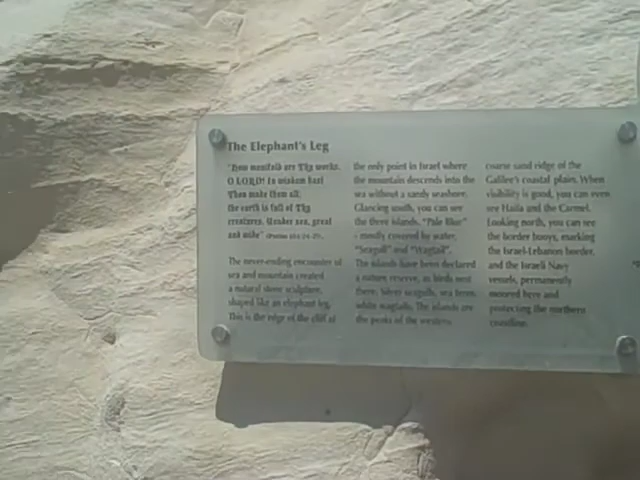 The Elephant's Leg
"How manifold are Thy works,
O LORD! In wisdom hast
Thou made them all;
the earth is full of Thy
creatures. Yonder sea, great
and wide" (Psalms
The never-ending encounter of
sea and mountain created
a natural stone sculpture,
shaped like an elephant leg.
This is the edge of the cliff at
the only point in Israel where
the mountain descends into the
sea without a sandy seashore.
Glancing south, you can see
the three islands, "Pale Blue"
- mostly covered by water,
"Seagull" and "Wagtail".
The islands have been declared
a nature reserve, as birds nest
there: Silver seagulls, sea terns,
white wagtails. The islands are
the peaks of the western
coarse sand ridge of the
Galilee's coastal plain. When
visibility is good, you can even
see Haifa and the Carmel.
Looking north, you can see
the border buoys, marking
the Israel-Lebanon border,
and the Israeli Navy
vessels, permanently
moored here and
protecting the northern
coastline.